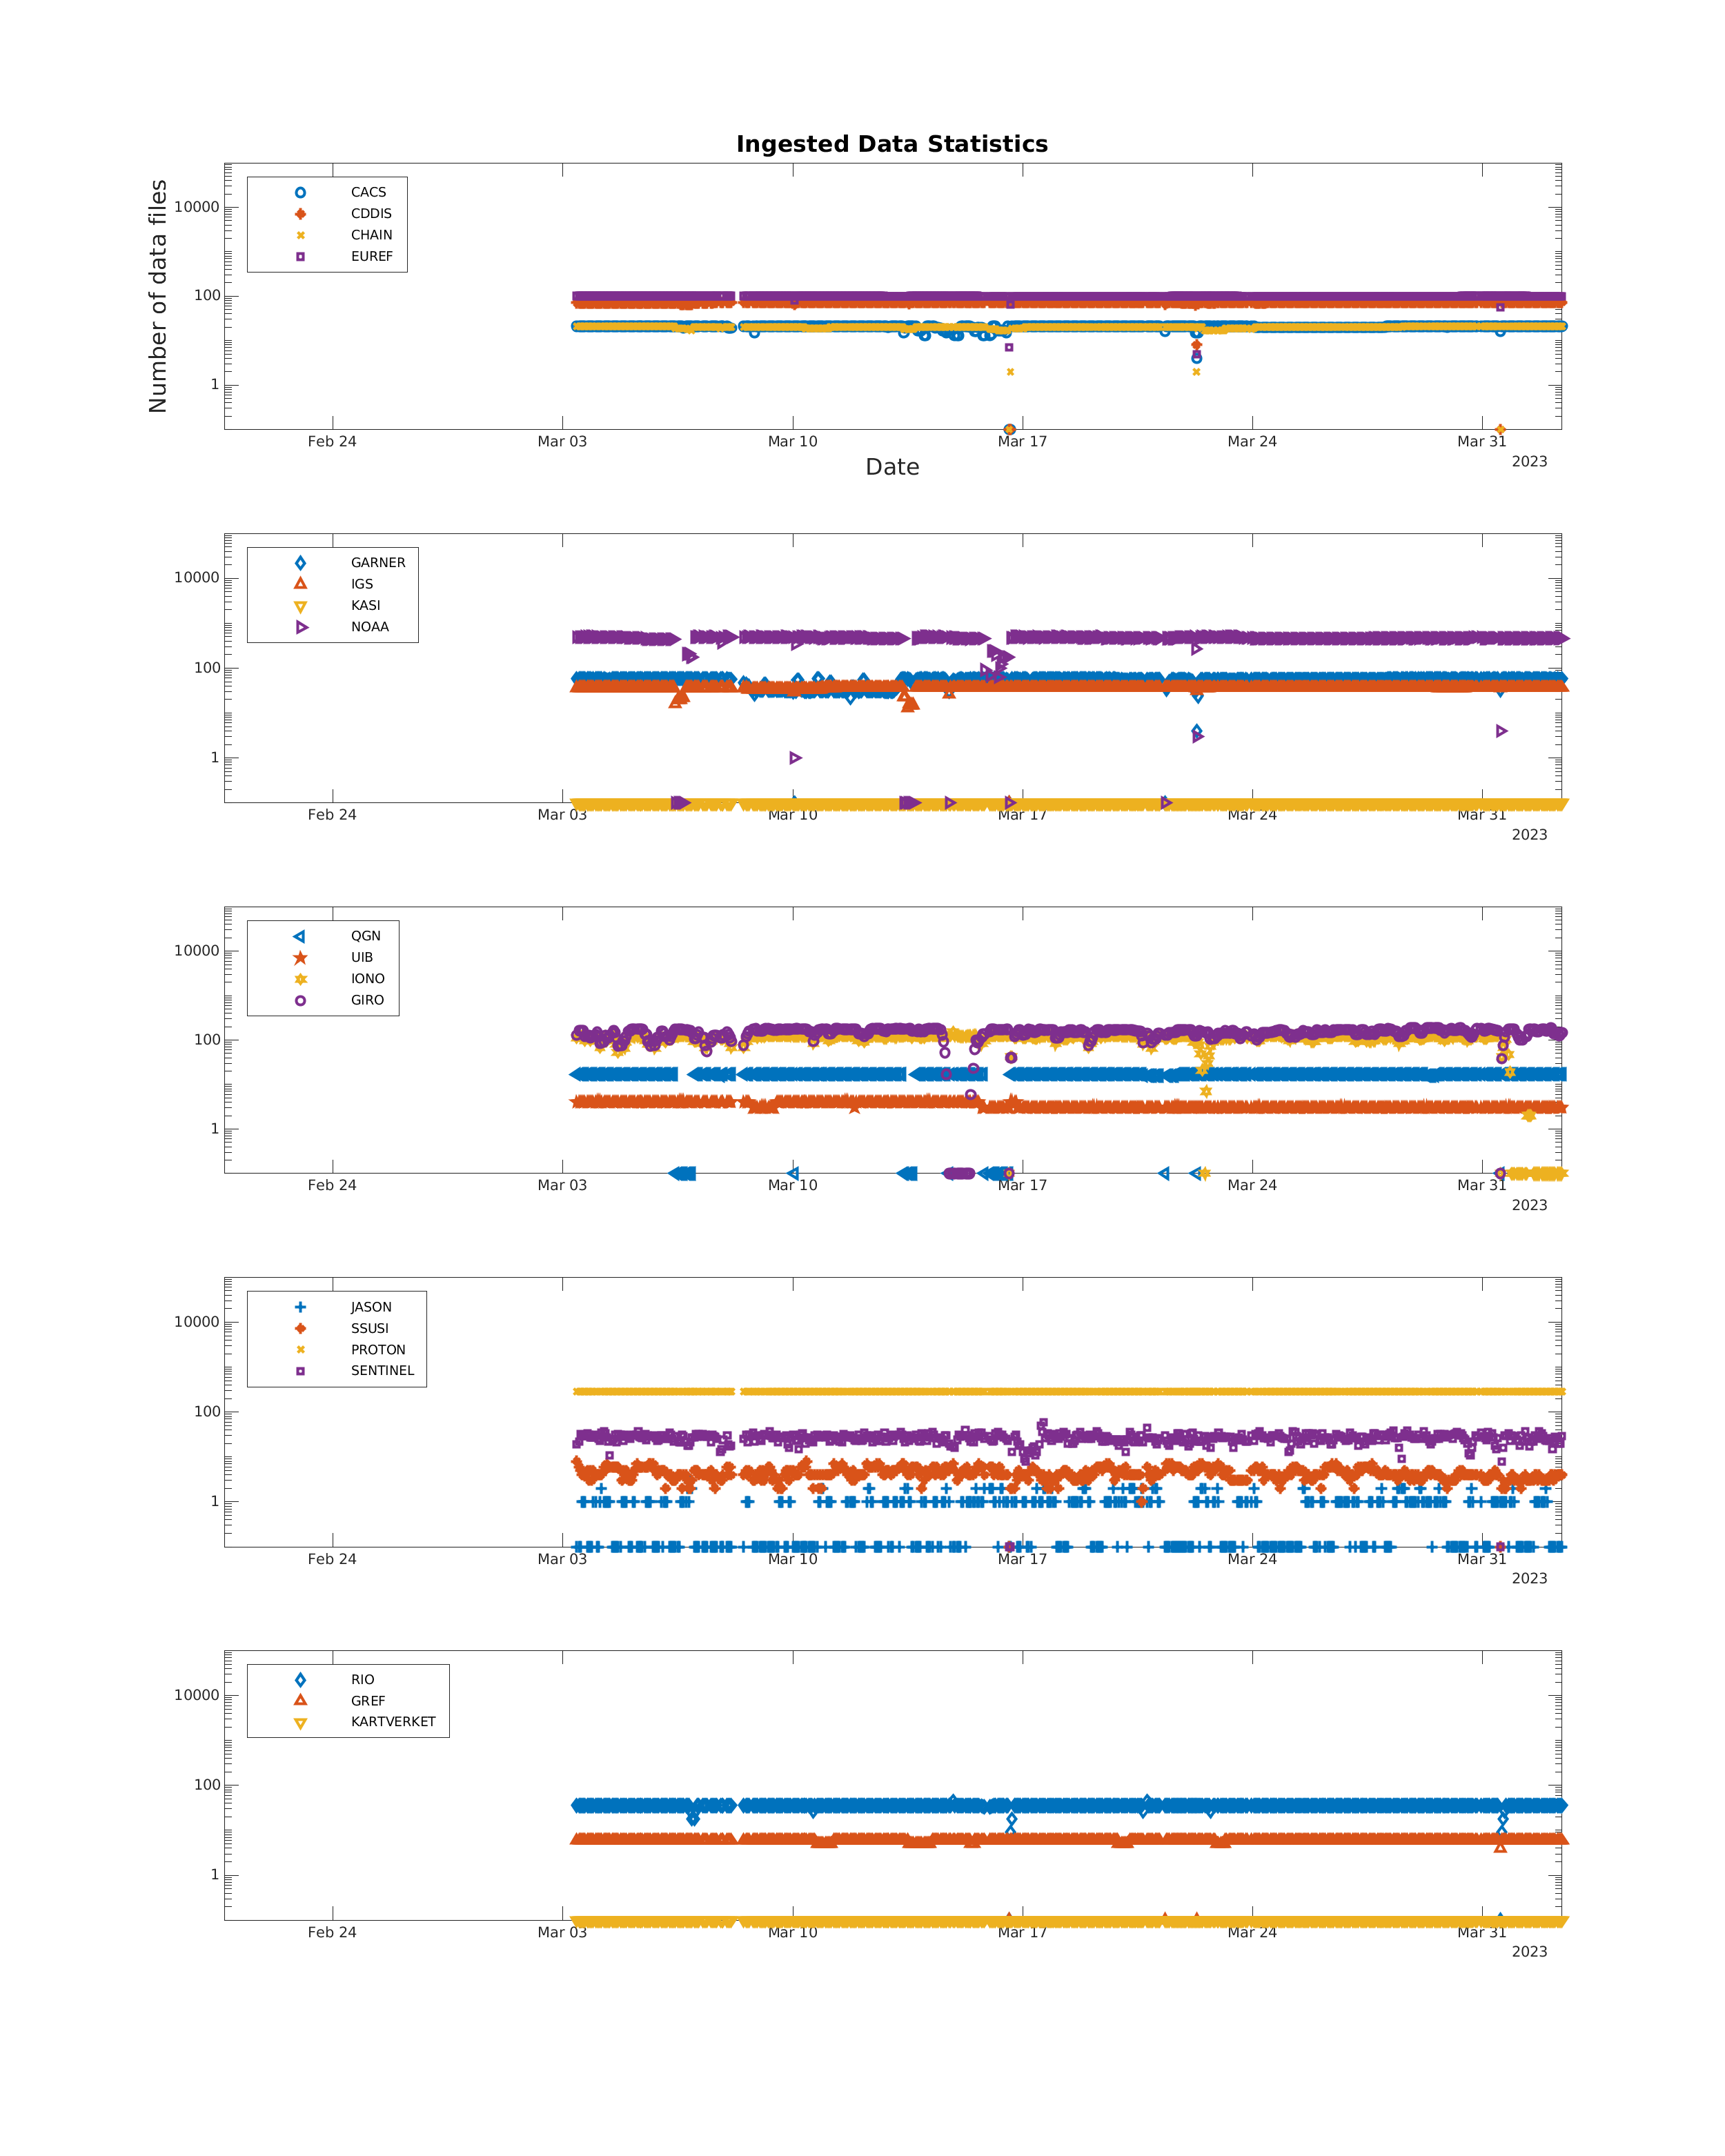 Ingested Data Statistics
Number of data files
10000
100
1
CACS
CDDIS
CHAIN
EUREF
Feb 24 Mar 03 Mar 10 Mar 17 Mar 24 Mar 31
2023
Date
10000
100
1
GARNER
IGS
KASI
NOAA
Feb 24 Mar 03 Mar 10 Mar 17 Mar 24 Mar 31
2023
10000
100
1
QGN
UIB
IONO
GIRO
Feb 24 Mar 03 Mar 10 Mar 17 Mar 24 Mar 31
2023
10000
100
1
JASON
SSUSI
PROTON
SENTINEL
Feb 24 Mar 03 Mar 10 Mar 17 Mar 24 Mar 31
2023
10000
100
1
RIO
GREF
KARTVERKET
Feb 24 Mar 03 Mar 10 Mar 17 Mar 24 Mar 31
2023